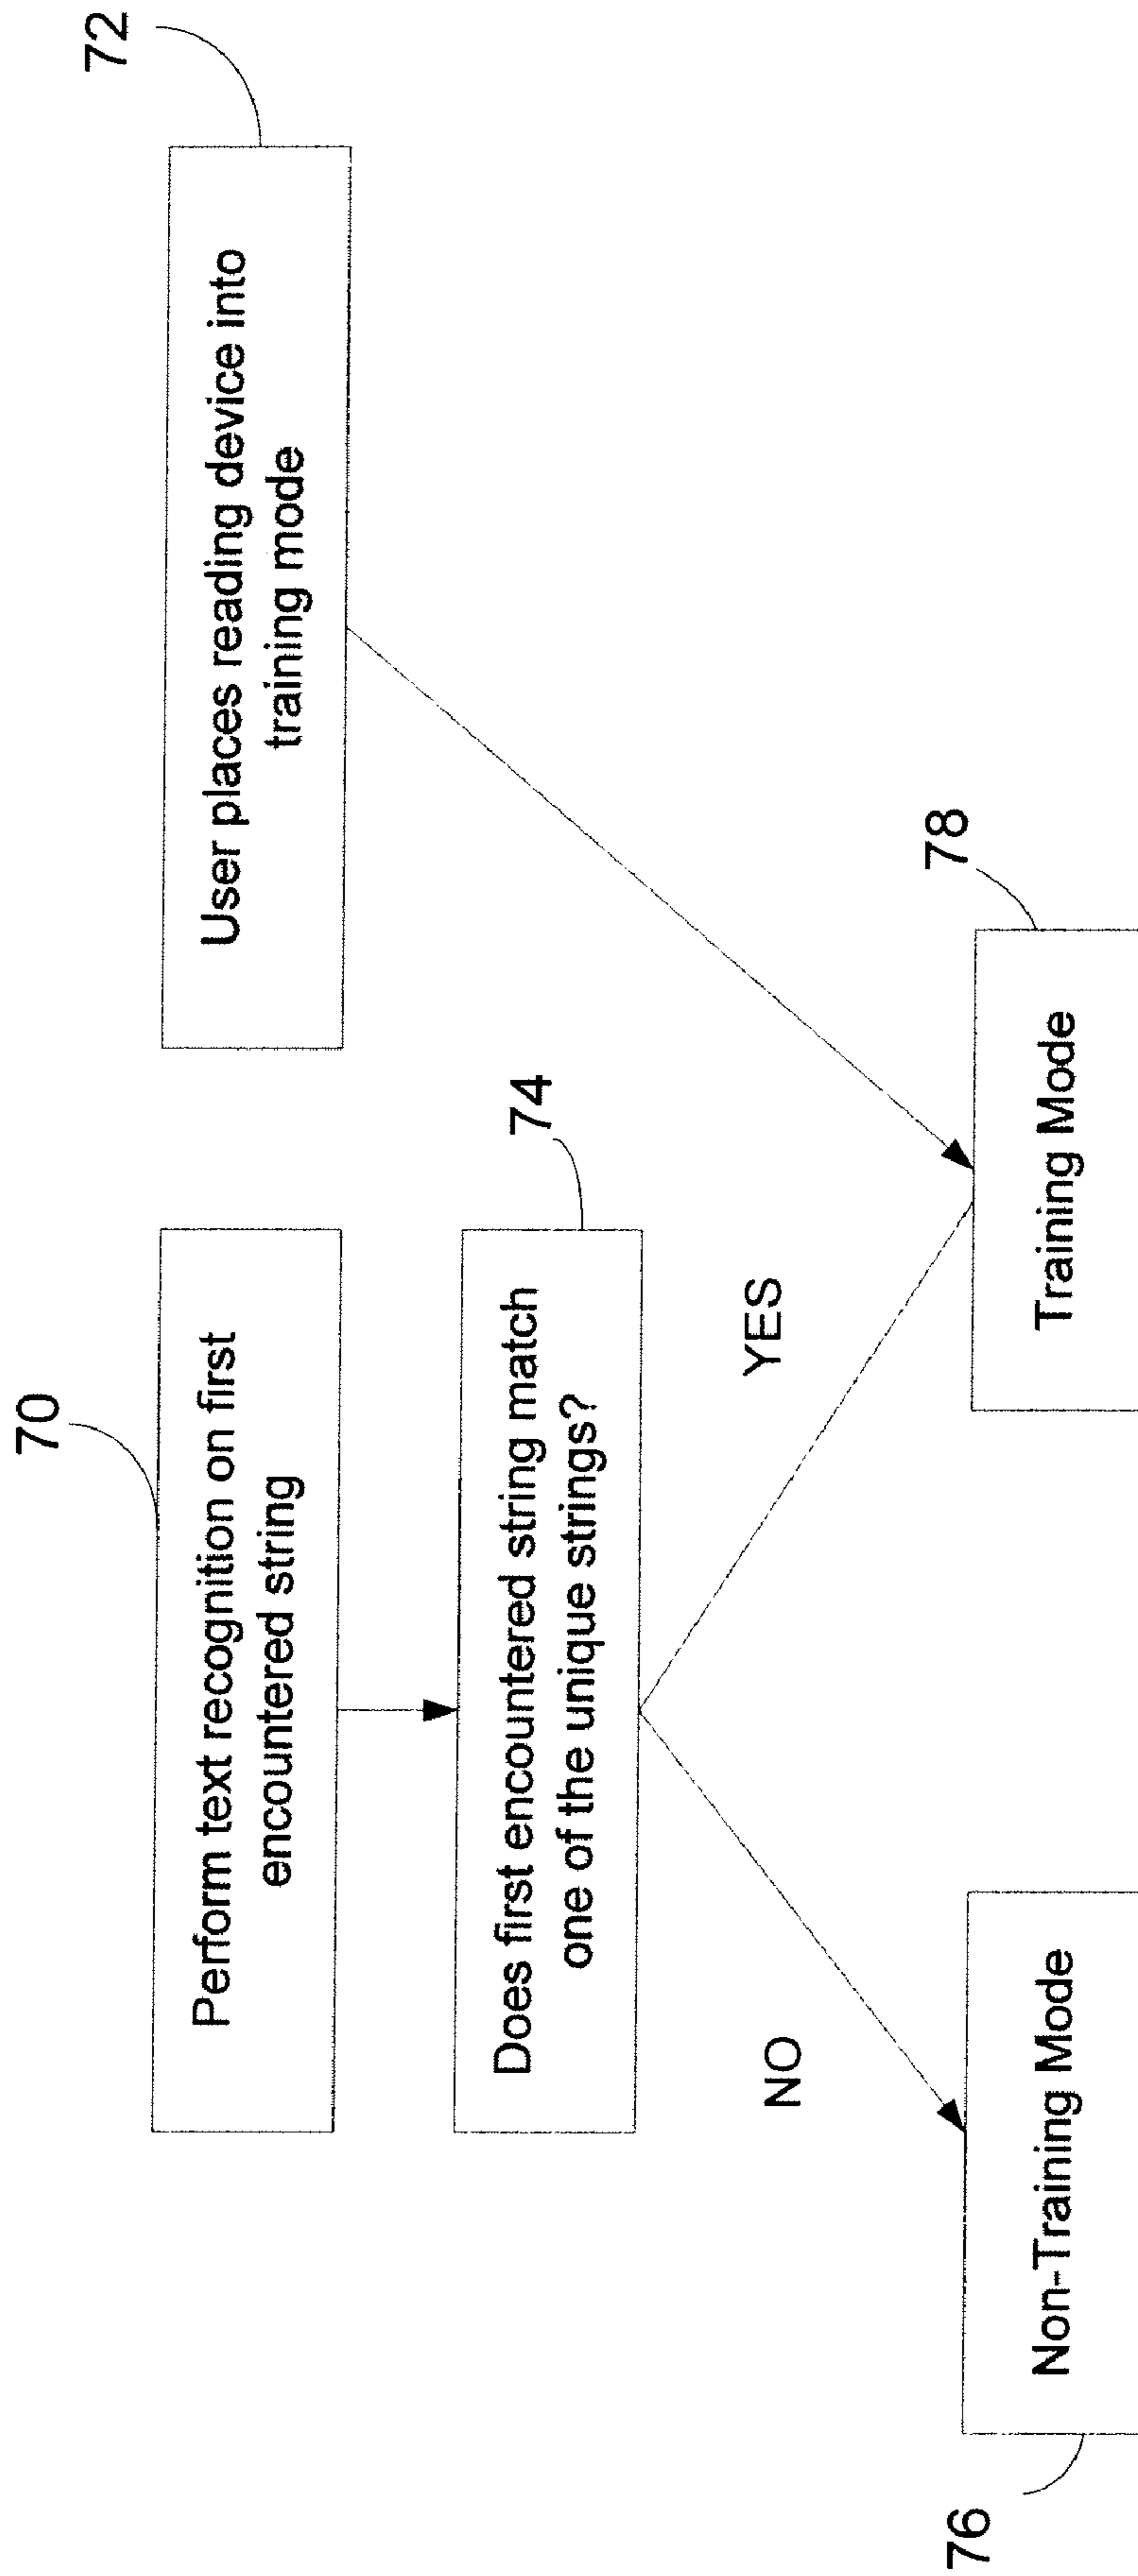 70
Perform text recognition on first
encountered string
72
User places reading device into
training mode
74
Does first encountered string match
one of the unique strings?
NO
YES
76
Non-Training Mode
78
Training Mode